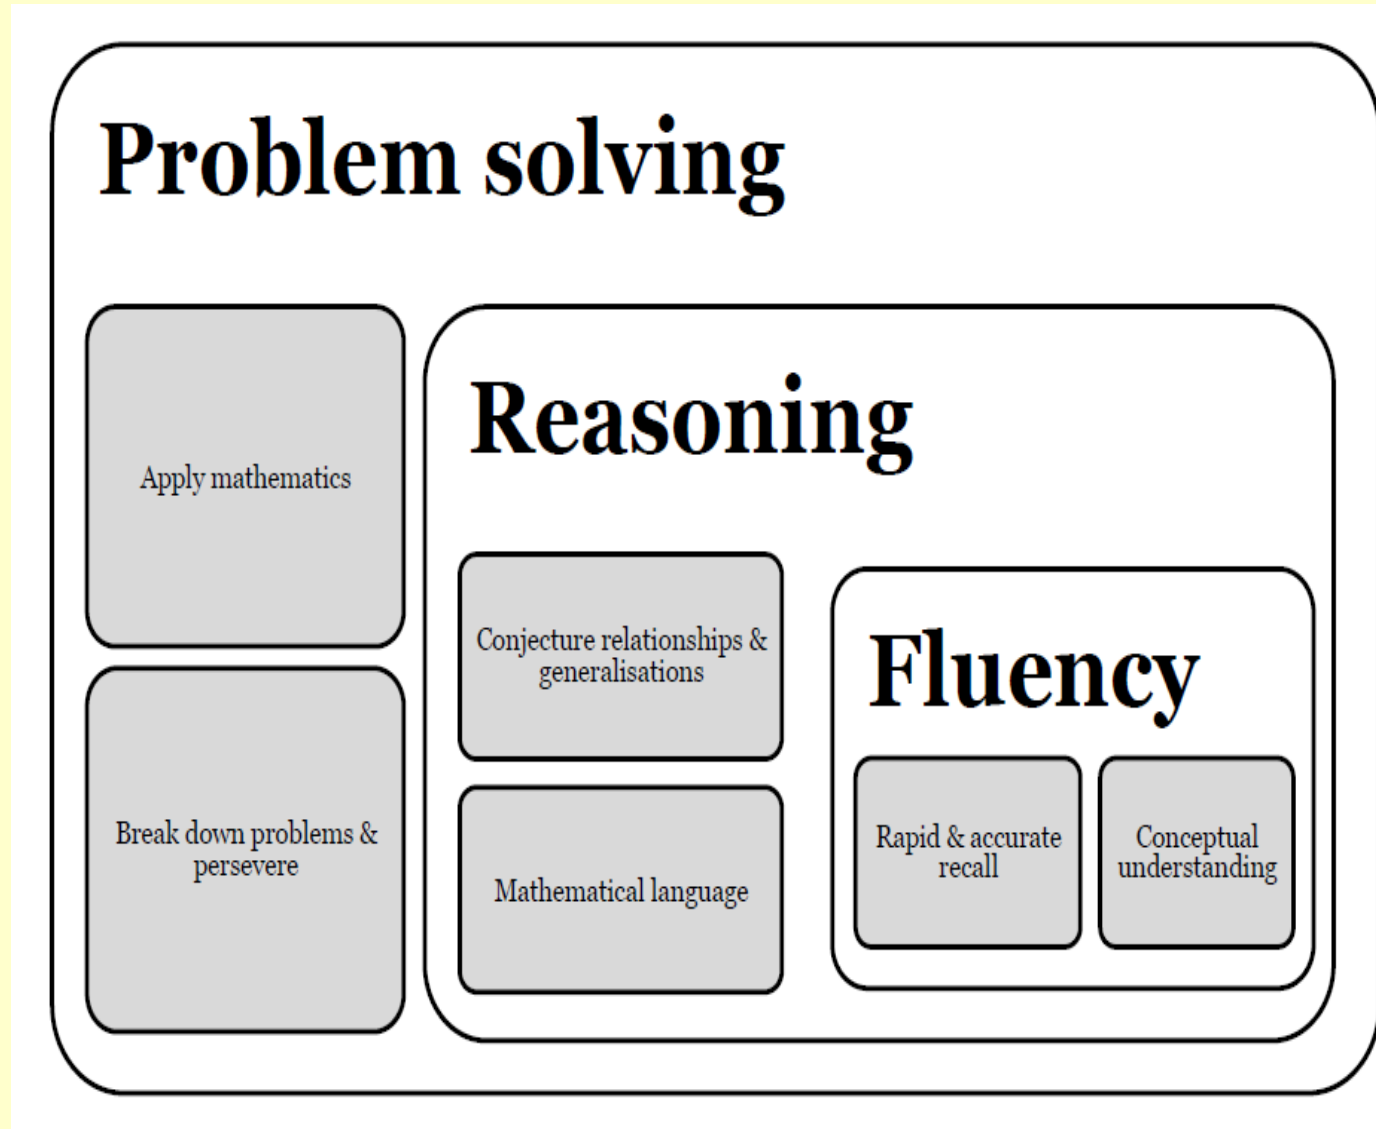 Problem solving
Apply mathematics
Break down problems &
persevere
Reasoning
Conjecture relationships &
generalisations
Mathematical language
Fluency
Rapid & accurate
recall
Conceptual
understanding